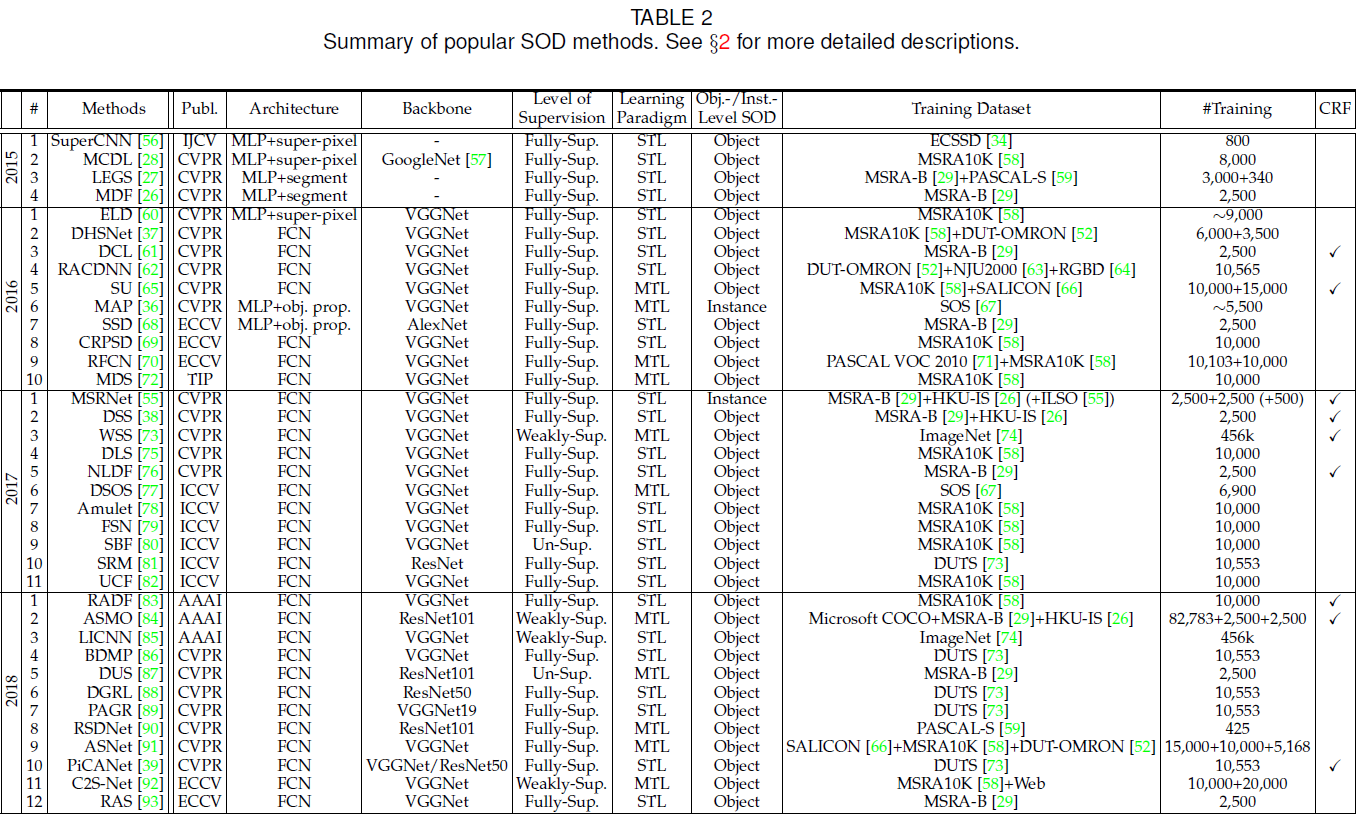 TABLE 2
Summary of popular SOD methods. See §2 for more detailed descriptions.
# Methods Publ. Architecture Backbone Level of Supervision Learning Paradigm Obj.-/Inst.-Level SOD Training Dataset #Training CRF
2015
1 SuperCNN [56] IJCV MLP+super-pixel - Fully-Sup. STL Object ECSSD [34] 800
2 MCDL [28] CVPR MLP+super-pixel GoogleNet [57] Fully-Sup. STL Object MSRA10K [58] 8,000
3 LEGS [27] CVPR MLP+segment - Fully-Sup. STL Object MSRA-B [29]+PASCAL-S [59] 3,000+340
4 MDF [26] CVPR MLP+segment - Fully-Sup. STL Object MSRA-B [29] 2,500
2016
1 ELD [60] CVPR MLP+super-pixel VGGNet Fully-Sup. STL Object MSRA10K [58] ~9,000
2 DHSNet [37] CVPR FCN VGGNet Fully-Sup. STL Object MSRA10K [58]+DUT-OMRON [52] 6,000+3,500
3 DCL [61] CVPR FCN VGGNet Fully-Sup. STL Object MSRA-B [29] 2,500 ✓
4 RACDNN [62] CVPR FCN VGGNet Fully-Sup. STL Object DUT-OMRON [52]+NJU2000 [63]+RGBD [64] 10,565
5 SU [65] CVPR FCN VGGNet Fully-Sup. MTL Object MSRA10K [58]+SALICON [66] 10,000+15,000 ✓
6 MAP [36] CVPR MLP+obj. prop. VGGNet Fully-Sup. MTL Instance SOS [67] ~5,500
7 SSD [68] ECCV MLP+obj. prop. AlexNet Fully-Sup. STL Object MSRA-B [29] 2,500
8 CRPSD [69] ECCV FCN VGGNet Fully-Sup. STL Object MSRA10K [58] 10,000
9 RFCN [70] ECCV FCN VGGNet Fully-Sup. MTL Object PASCAL VOC 2010 [71]+MSRA10K [58] 10,103+10,000
10 MDS [72] TIP FCN VGGNet Fully-Sup. MTL Object MSRA10K [58] 10,000
2017
1 MSRNet [55] CVPR FCN VGGNet Fully-Sup. STL Instance MSRA-B [29]+HKU-IS [26] (+ILSO [55]) 2,500+2,500 (+500) ✓
2 DSS [38] CVPR FCN VGGNet Fully-Sup. STL Object MSRA-B [29]+HKU-IS [26] 2,500 ✓
3 WSS [73] CVPR FCN VGGNet Weakly-Sup. MTL Object ImageNet [74] 456k ✓
4 DLS [75] CVPR FCN VGGNet Fully-Sup. STL Object MSRA10K [58] 10,000
5 NLDF [76] CVPR FCN VGGNet Fully-Sup. STL Object MSRA-B [29] 2,500 ✓
6 DSOS [77] ICCV FCN VGGNet Fully-Sup. MTL Object SOS [67] 6,900
7 Amulet [78] ICCV FCN VGGNet Fully-Sup. STL Object MSRA10K [58] 10,000
8 FSN [79] ICCV FCN VGGNet Fully-Sup. STL Object MSRA10K [58] 10,000
9 SBF [80] ICCV FCN VGGNet Un-Sup. STL Object MSRA10K [58] 10,000
10 SRM [81] ICCV FCN ResNet Fully-Sup. STL Object DUTS [73] 10,553
11 UCF [82] ICCV FCN VGGNet Fully-Sup. STL Object MSRA10K [58] 10,000
2018
1 RADF [83] AAAI FCN VGGNet Fully-Sup. STL Object MSRA10K [58] 10,000 ✓
2 ASMO [84] AAAI FCN ResNet101 Weakly-Sup. MTL Object Microsoft COCO+MSRA-B [29]+HKU-IS [26] 82,783+2,500+2,500 ✓
3 LICNN [85] AAAI FCN VGGNet Weakly-Sup. STL Object ImageNet [74] 456k
4 BDMP [86] CVPR FCN VGGNet Fully-Sup. STL Object DUTS [73] 10,553
5 DUS [87] CVPR FCN ResNet101 Un-Sup. MTL Object MSRA-B [29] 2,500
6 DGRL [88] CVPR FCN ResNet50 Fully-Sup. STL Object DUTS [73] 10,553
7 PAGR [89] CVPR FCN VGGNet19 Fully-Sup. STL Object DUTS [73] 10,553
8 RSDNet [90] CVPR FCN ResNet101 Fully-Sup. MTL Object PASCAL-S [59] 425
9 ASNet [91] CVPR FCN VGGNet Fully-Sup. MTL Object SALICON [66]+MSRA10K [58]+DUT-OMRON [52] 15,000+10,000+5,168
10 PiCANet [39] CVPR FCN VGGNet/ResNet50 Fully-Sup. STL Object DUTS [73] 10,553 ✓
11 C2S-Net [92] ECCV FCN VGGNet Weakly-Sup. MTL Object MSRA10K [58]+Web 10,000+20,000
12 RAS [93] ECCV FCN VGGNet Fully-Sup. STL Object MSRA-B [29] 2,500